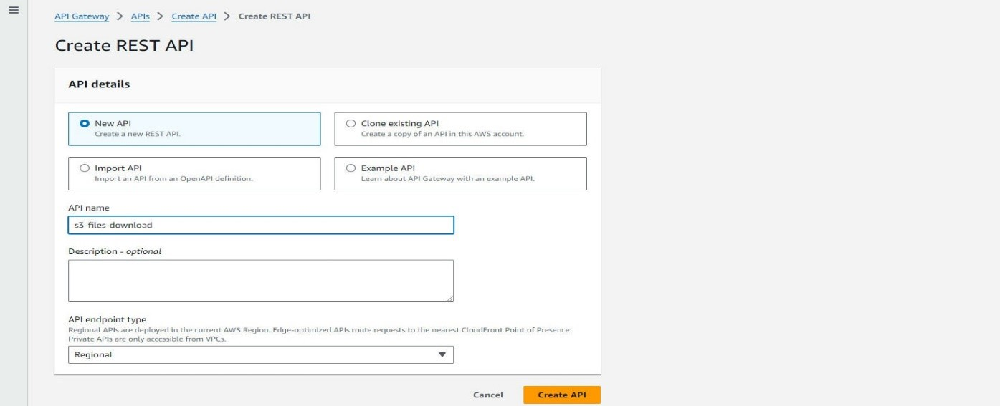 API Gateway > APIs > Create API > Create REST API
Create REST API
API details
New API
Create a new REST API.
Clone existing API
Create a copy of an API in this AWS account.
Import API
Import an API from an OpenAPI definition.
Example API
Learn about API Gateway with an example API.
API name
s3-files-download
Description - optional
API endpoint type
Regional APIs are deployed in the current AWS Region. Edge-optimized APIs route requests to the nearest CloudFront Point of Presence.
Private APIs are only accessible from VPCs.
Regional
Cancel
Create API